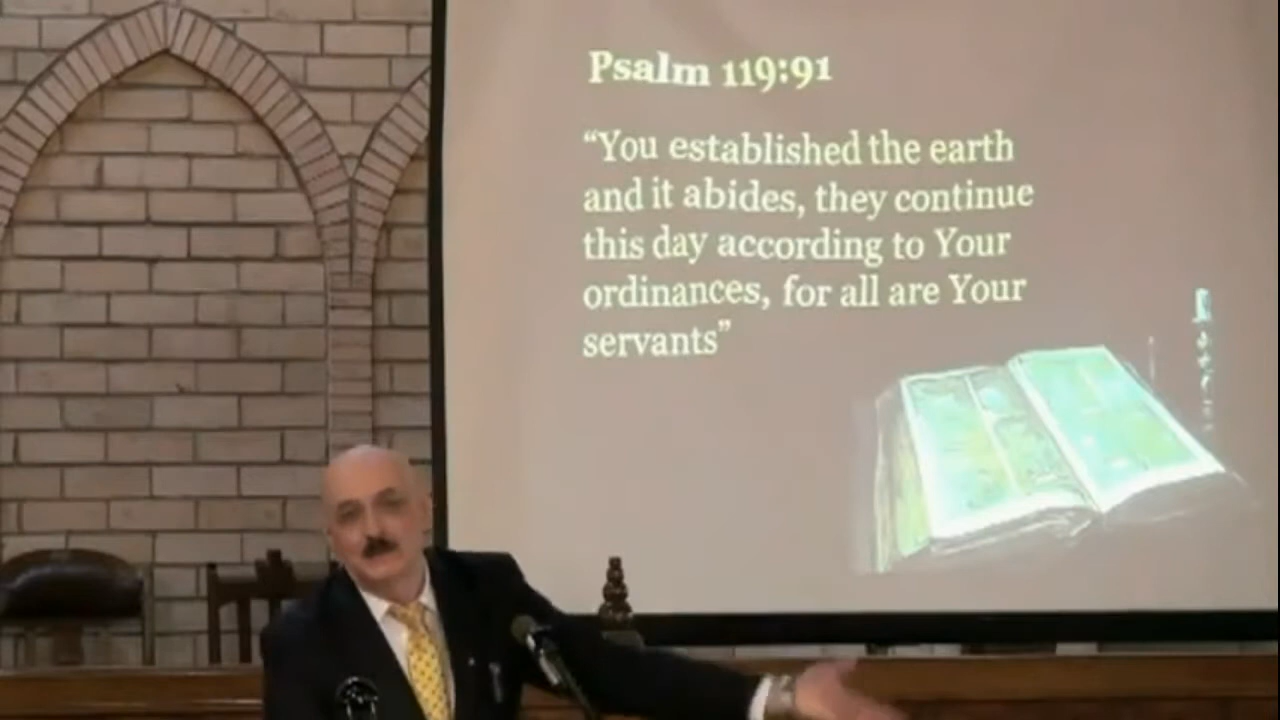 Psalm 119:91
“You established the earth
and it abides, they continue
this day according to Your
ordinances, for all are Your
servants”